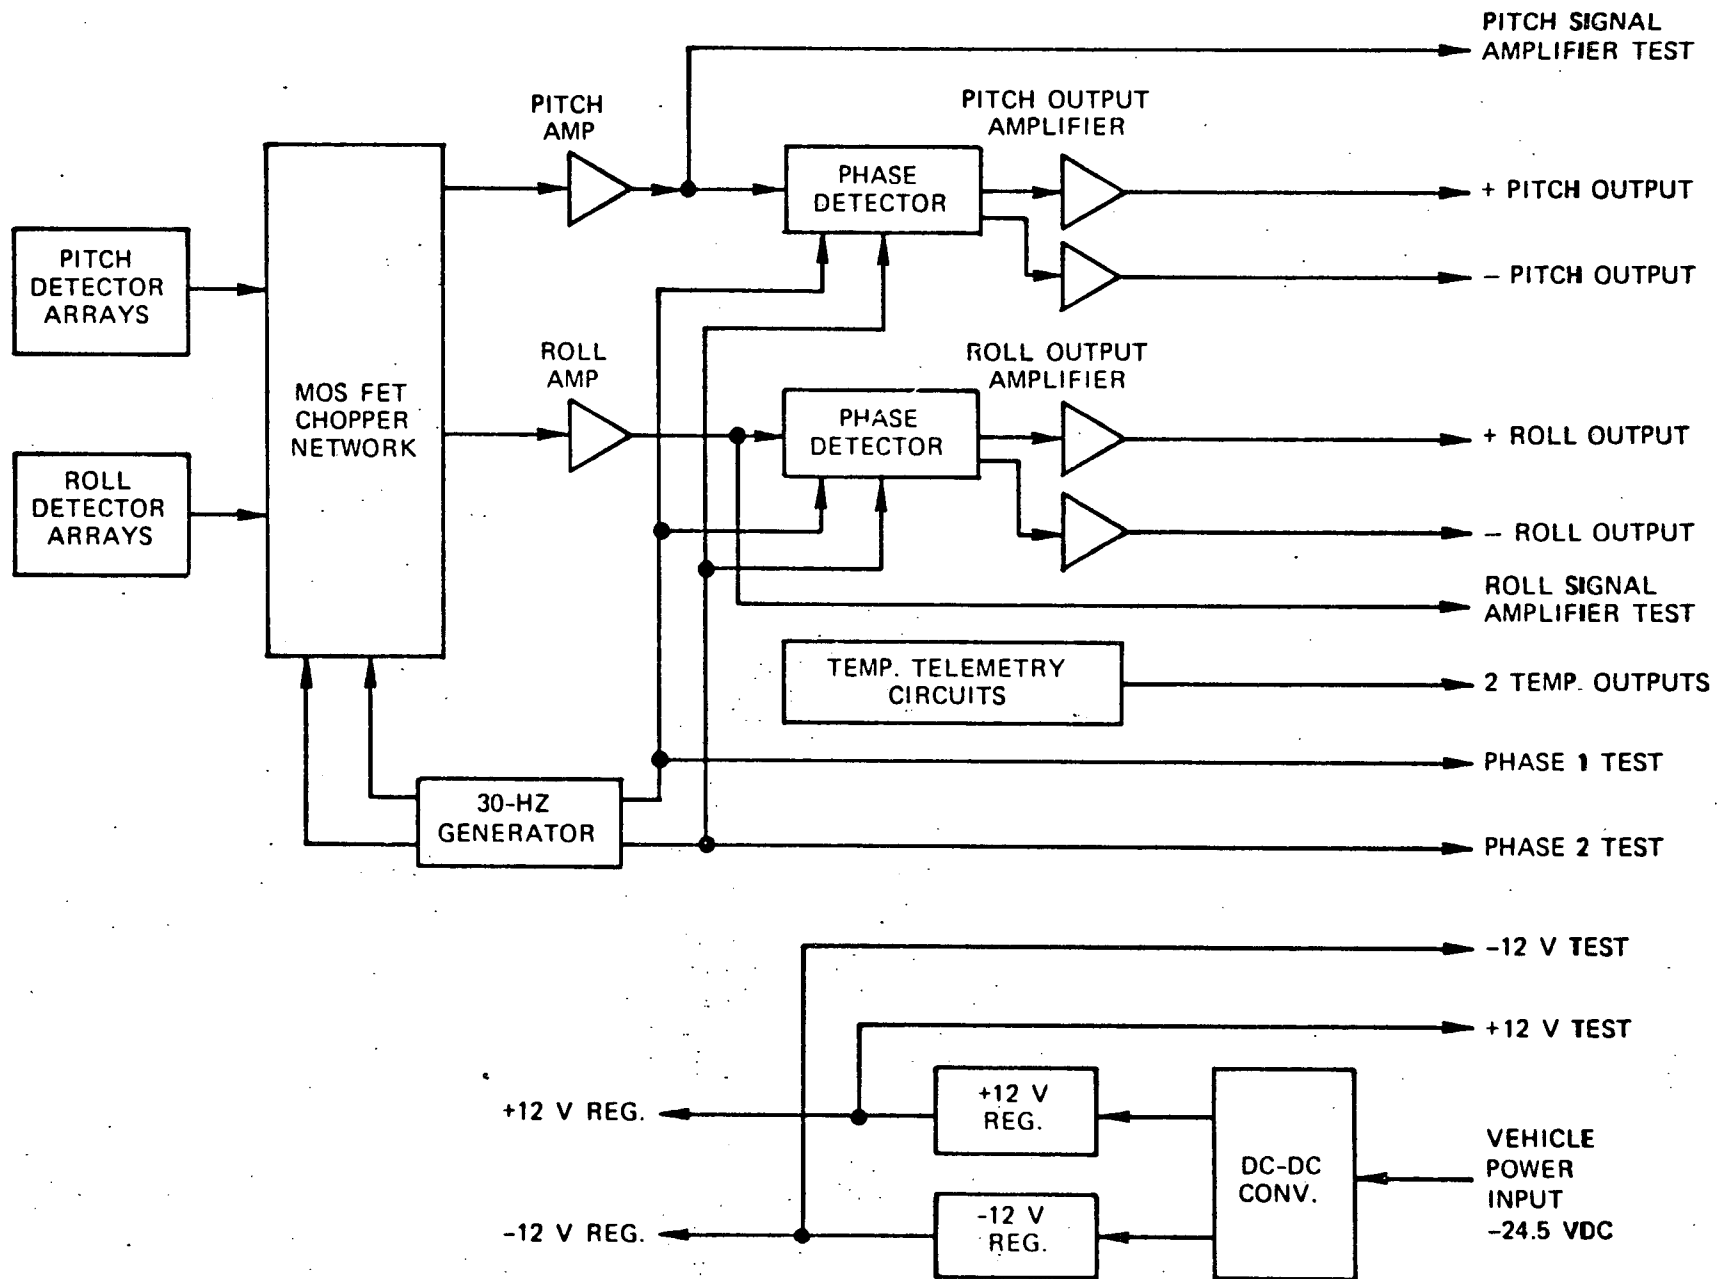 PITCH SIGNAL
AMPLIFIER TEST
PITCH
AMP
PITCH OUTPUT
AMPLIFIER
PHASE
DETECTOR
+ PITCH OUTPUT
PITCH
DETECTOR
ARRAYS
– PITCH OUTPUT
MOS FET
CHOPPER
NETWORK
ROLL
AMP
ROLL OUTPUT
AMPLIFIER
PHASE
DETECTOR
+ ROLL OUTPUT
ROLL
DETECTOR
ARRAYS
– ROLL OUTPUT
ROLL SIGNAL
AMPLIFIER TEST
TEMP. TELEMETRY
CIRCUITS
2 TEMP. OUTPUTS
PHASE 1 TEST
30-HZ
GENERATOR
PHASE 2 TEST
-12 V TEST
+12 V TEST
+12 V REG.
+12 V
REG.
DC-DC
CONV.
VEHICLE
POWER
INPUT
-24.5 VDC
-12 V REG.
-12 V
REG.